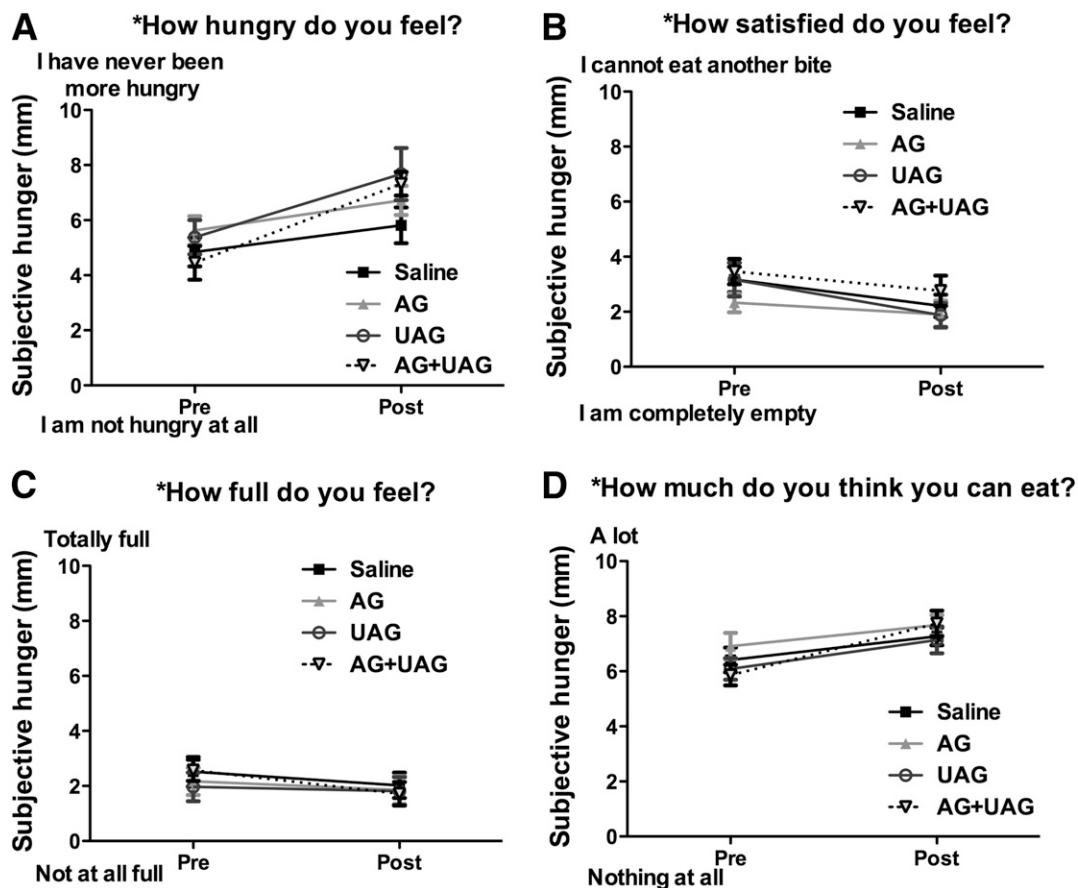 A
*How hungry do you feel?
I have never been
more hungry
Subjective hunger (mm)
10
8
6
4
2
0
Saline
AG
UAG
AG+UAG
Pre
Post
I am not hungry at all
B
*How satisfied do you feel?
I cannot eat another bite
Subjective hunger (mm)
10
8
6
4
2
0
Saline
AG
UAG
AG+UAG
Pre
Post
I am completely empty
C
*How full do you feel?
Totally full
Subjective hunger (mm)
10
8
6
4
2
0
Saline
AG
UAG
AG+UAG
Pre
Post
Not at all full
D
*How much do you think you can eat?
A lot
Subjective hunger (mm)
10
8
6
4
2
0
Saline
AG
UAG
AG+UAG
Pre
Post
Nothing at all